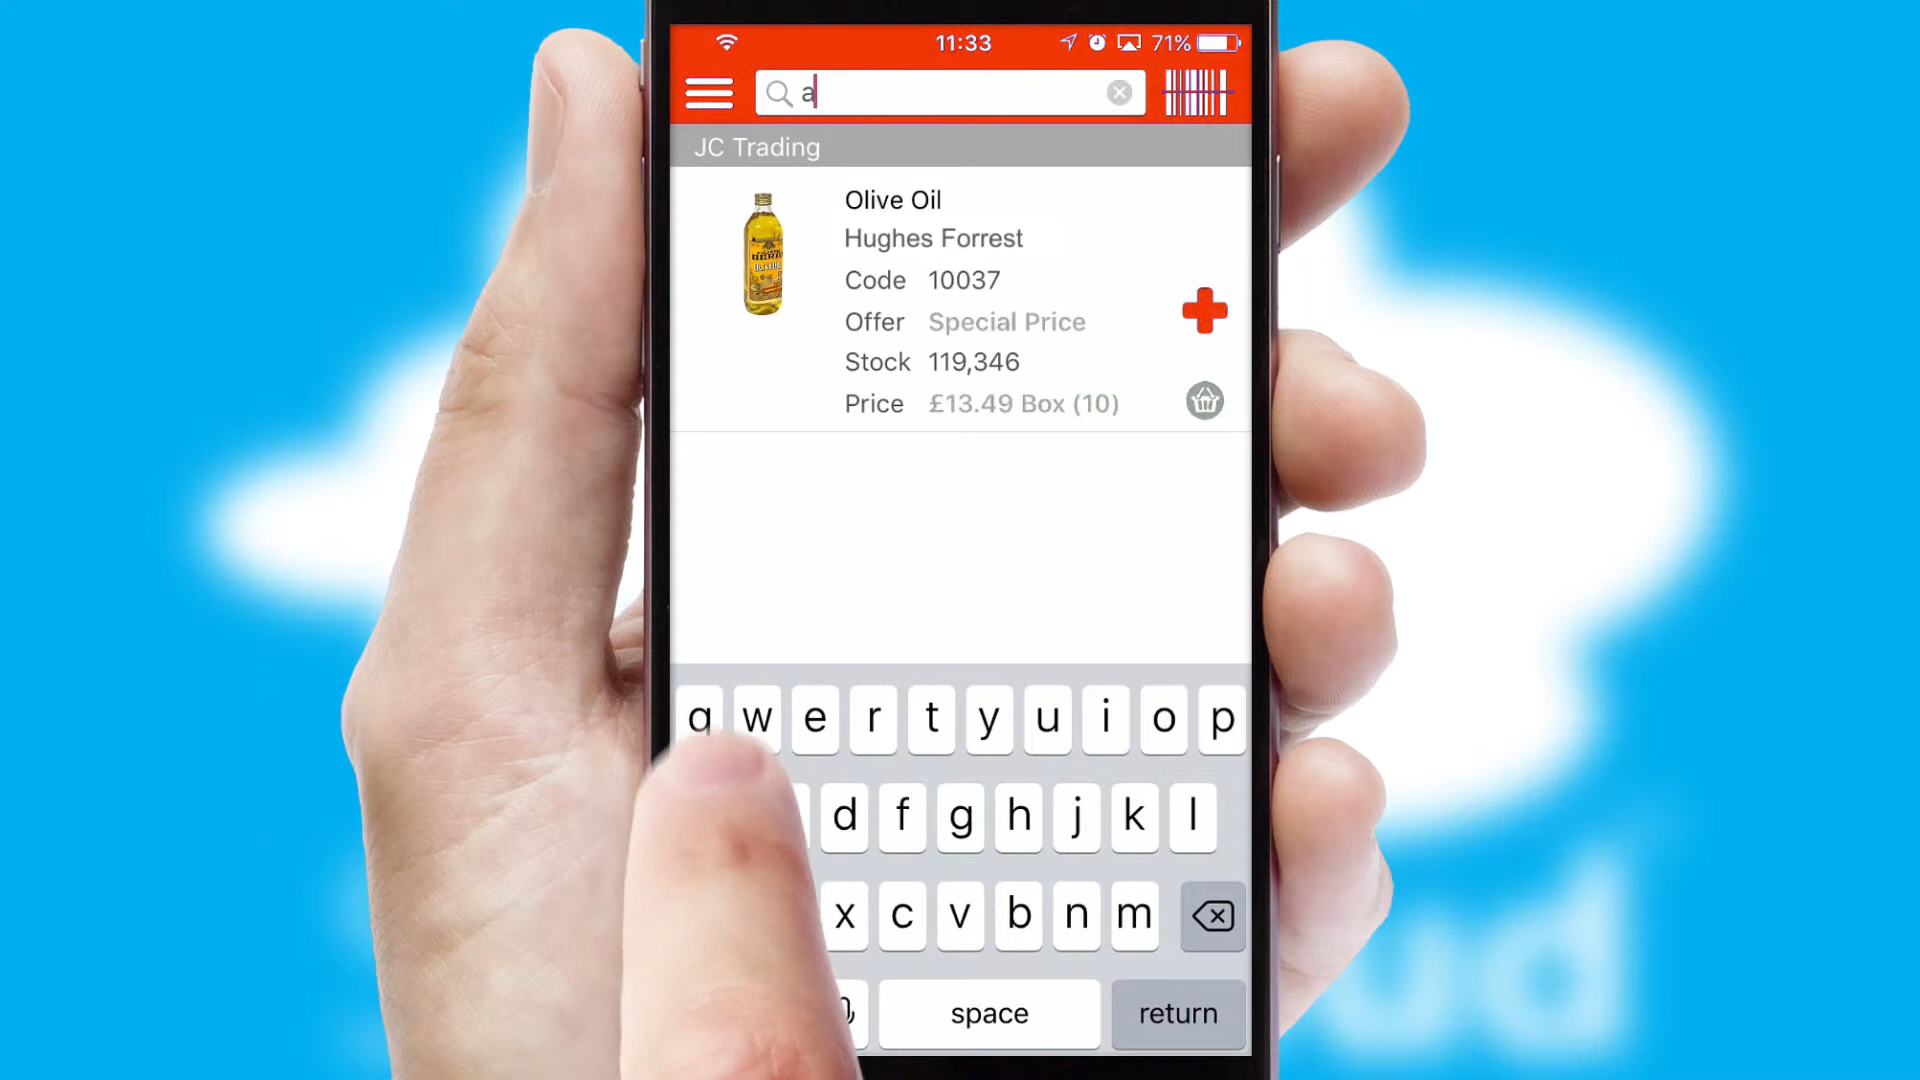 11:33 71%
a
JC Trading
Olive Oil
Hughes Forrest
Code 10037
Offer Special Price
Stock 119,346
Price £13.49 Box (10)
q w e r t y u i o p
d f g h j k l
x c v b n m
space return
ud